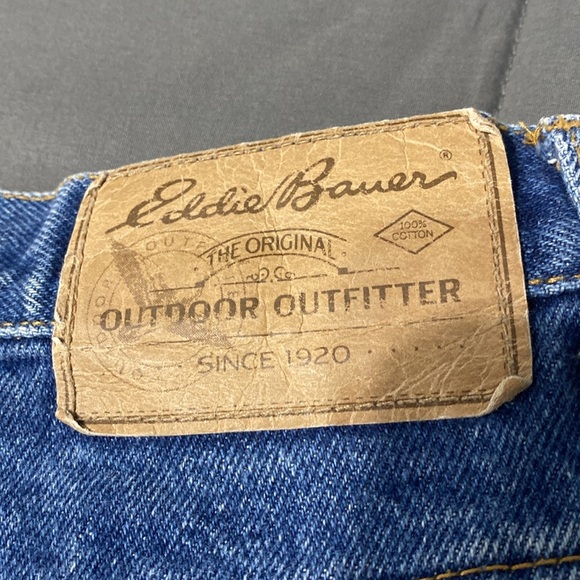 Eddie Bauer®
100% COTTON
THE ORIGINAL
OUTDOOR OUTFITTER
SINCE 1920